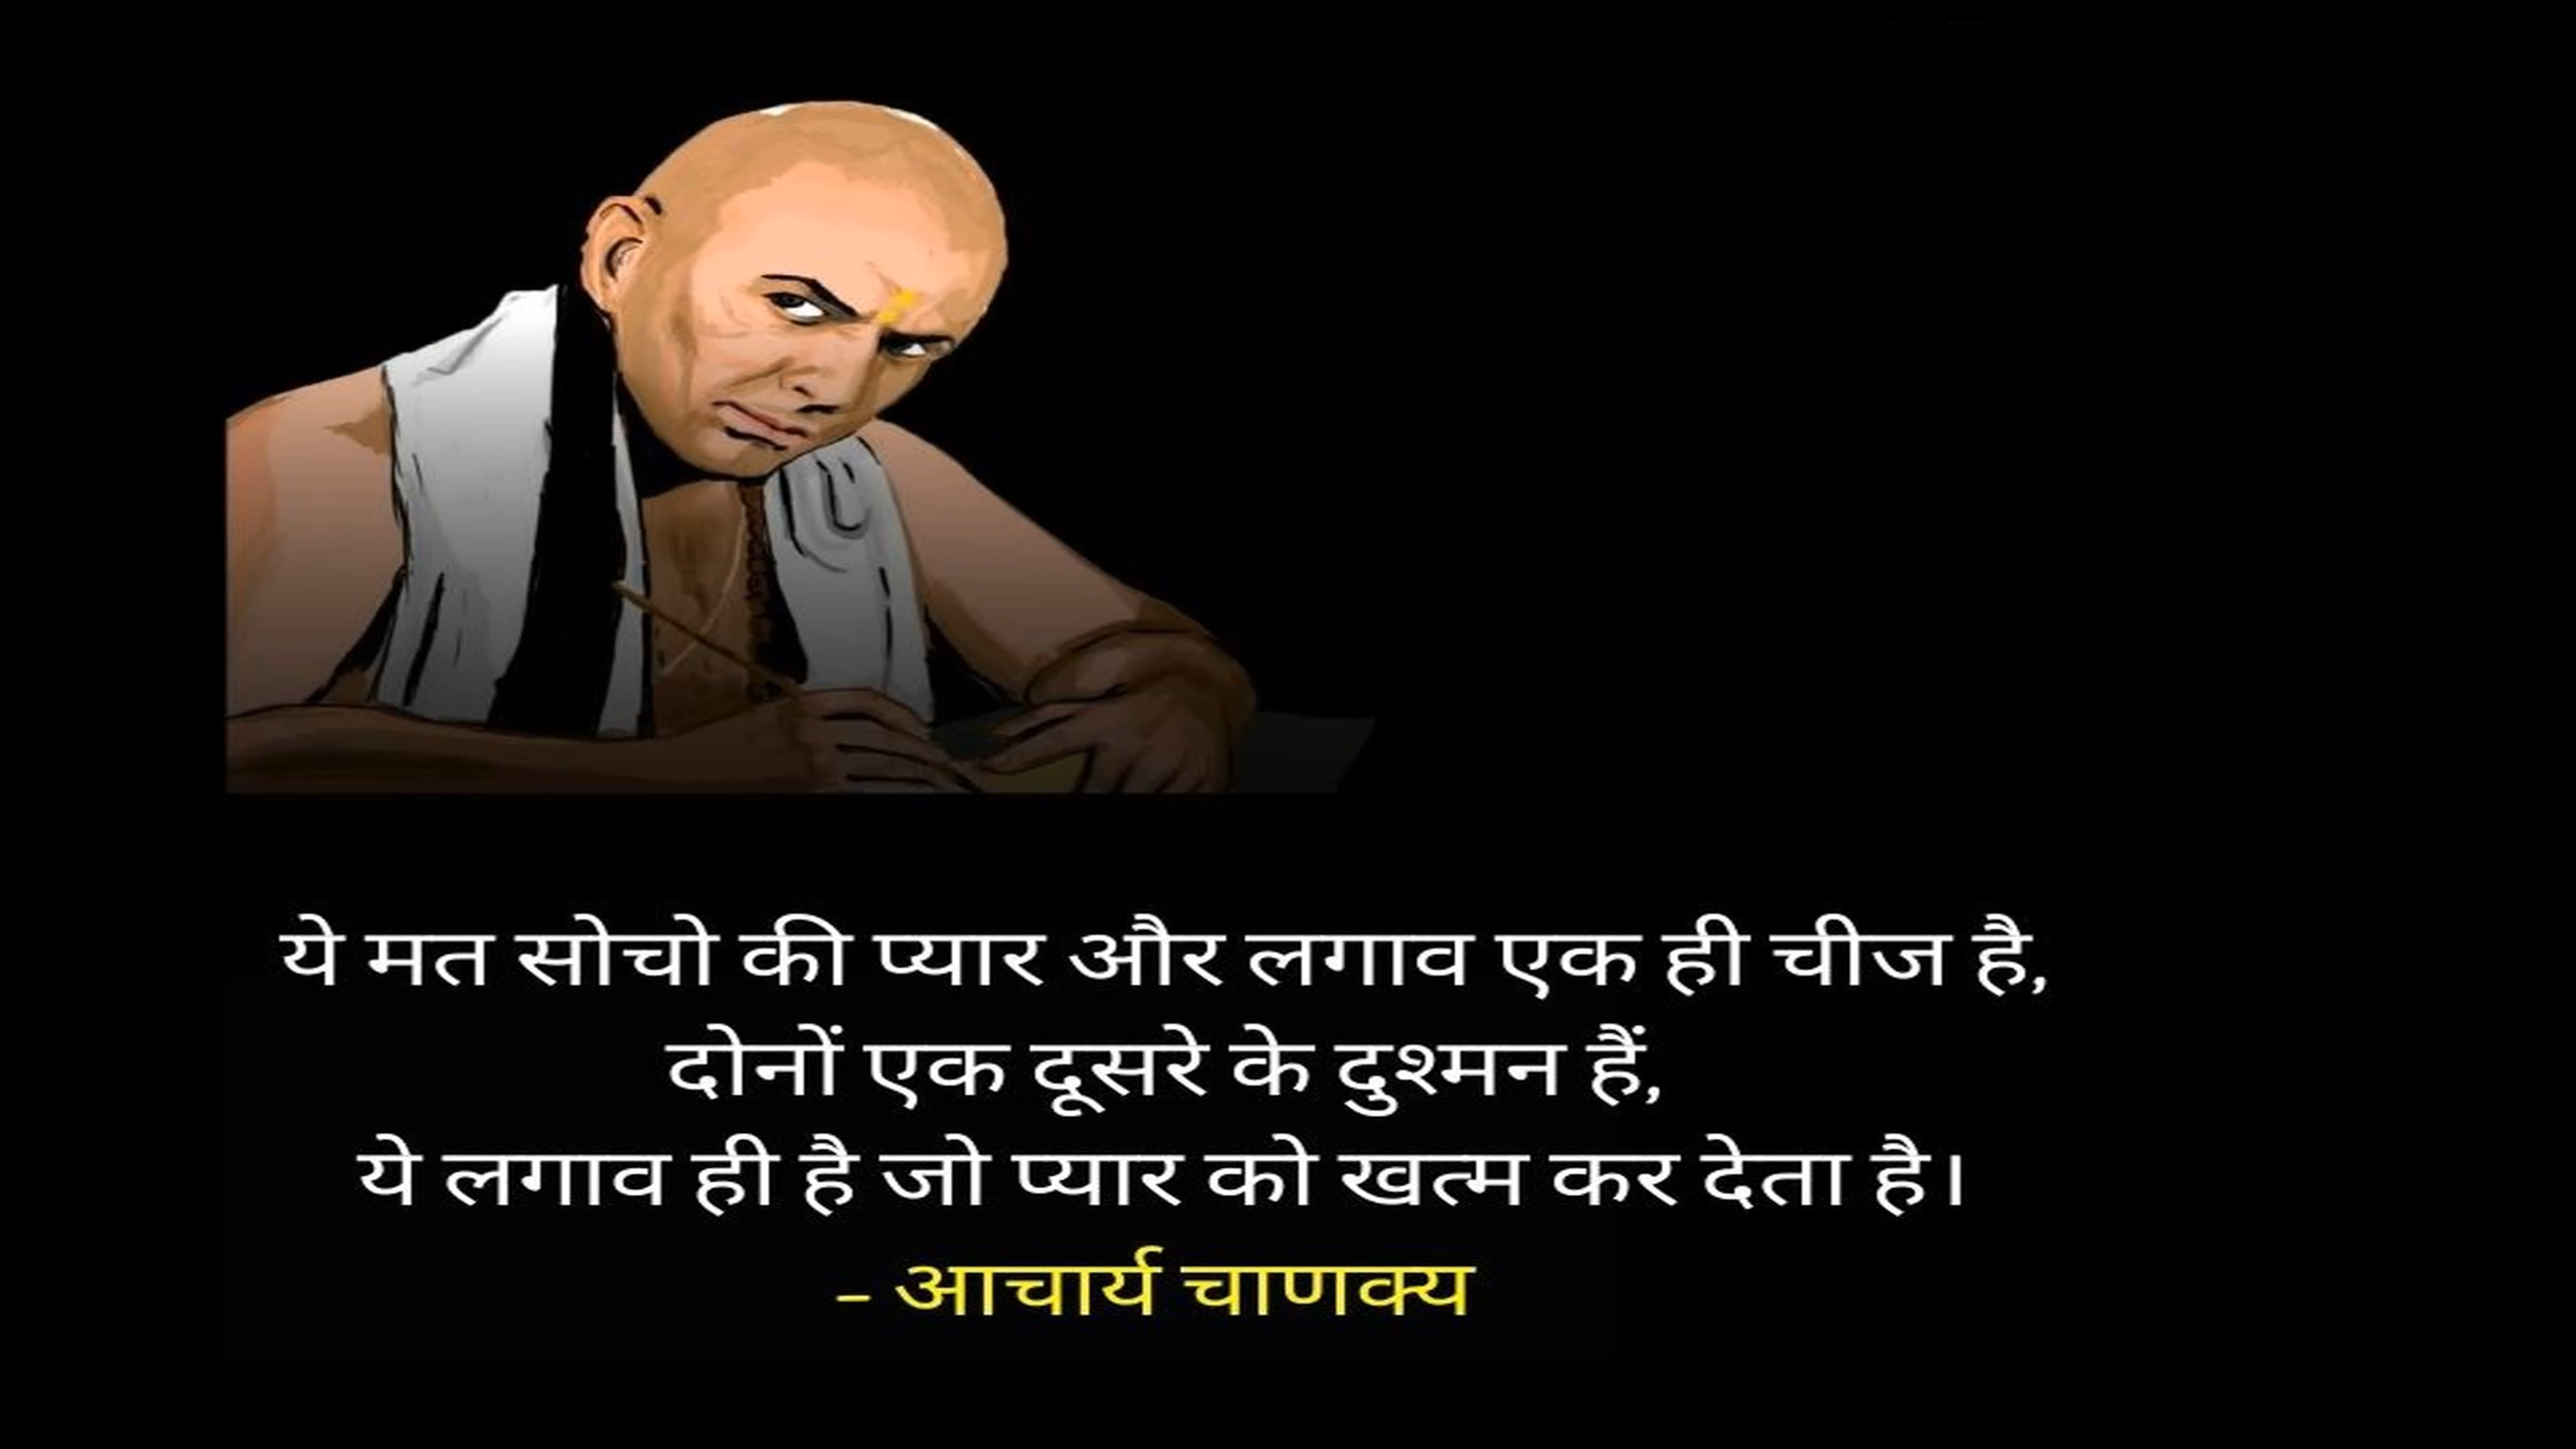 ये मत सोचो की प्यार और लगाव एक ही चीज है,
दोनों एक दूसरे के दुश्मन हैं,
ये लगाव ही है जो प्यार को खत्म कर देता है।
- आचार्य चाणक्य